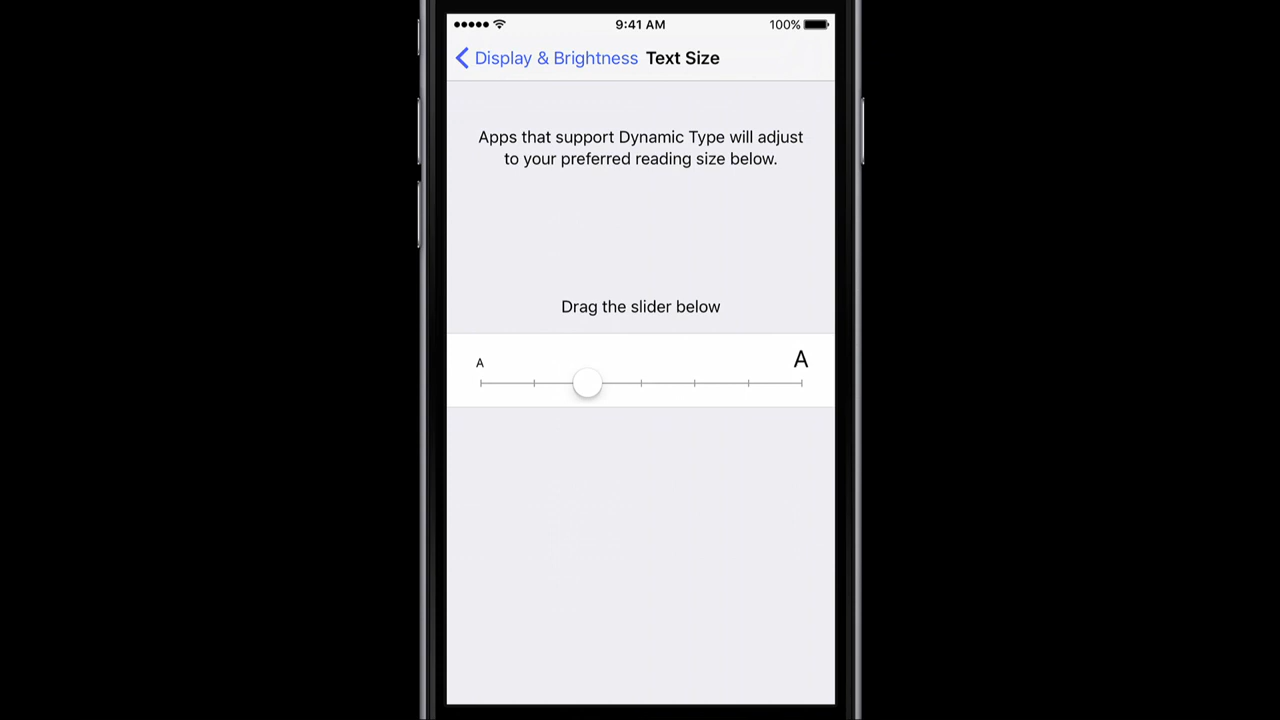 9:41 AM
100%
Display & Brightness Text Size
Apps that support Dynamic Type will adjust
to your preferred reading size below.
Drag the slider below
A
A